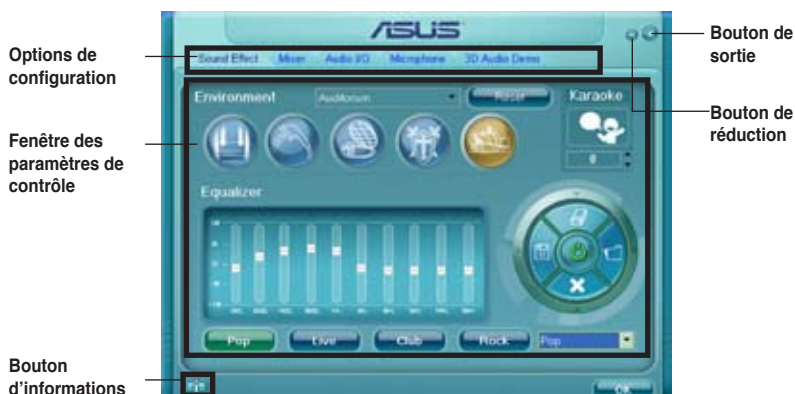 ASUS
Options de
configuration
Bouton de
sortie
Sound Effect Mixer Audio I/O Microphone 3D Audio Demo
Environment Auditorium Reset Karaoke
Bouton de
réduction
Fenêtre des
paramètres de
contrôle
0
Equalizer
Pop Live Club Rock Pop
Bouton
d'informations
OK